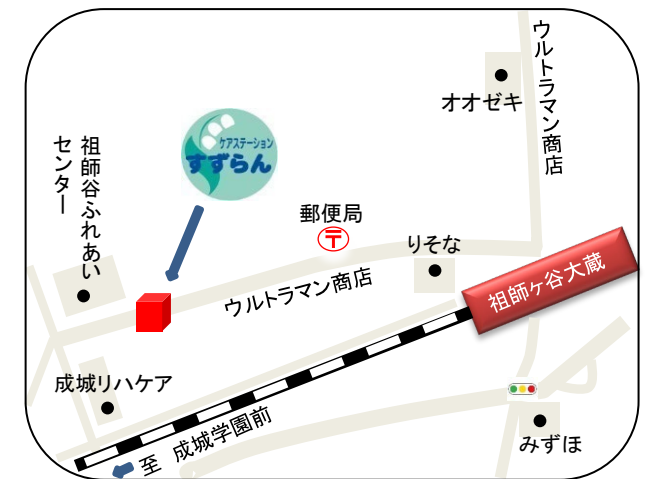 ウルトラマン商店
オオゼキ
ケアステーション
すずらん
祖師谷ふれあい
センター
郵便局
〒
りそな
祖師ヶ谷大蔵
ウルトラマン商店
成城リハケア
至 成城学園前
みずほ